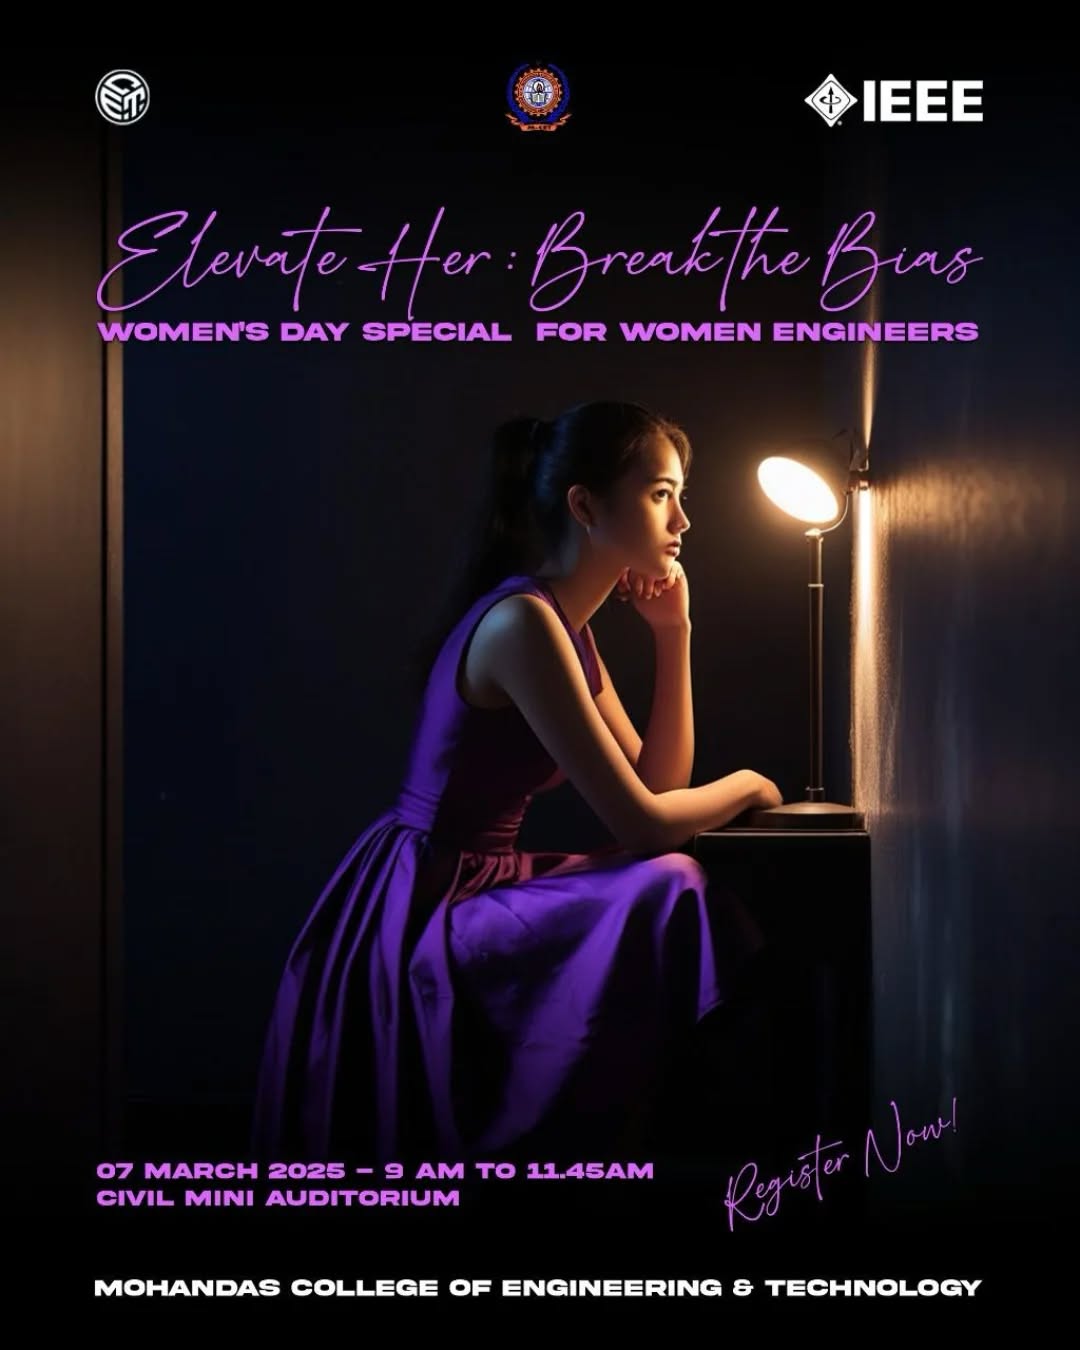 IEEE
Elevate Her : Break the Bias
WOMEN'S DAY SPECIAL FOR WOMEN ENGINEERS
07 MARCH 2025 - 9 AM TO 11.45AM
CIVIL MINI AUDITORIUM
Register Now!
MOHANDAS COLLEGE OF ENGINEERING & TECHNOLOGY